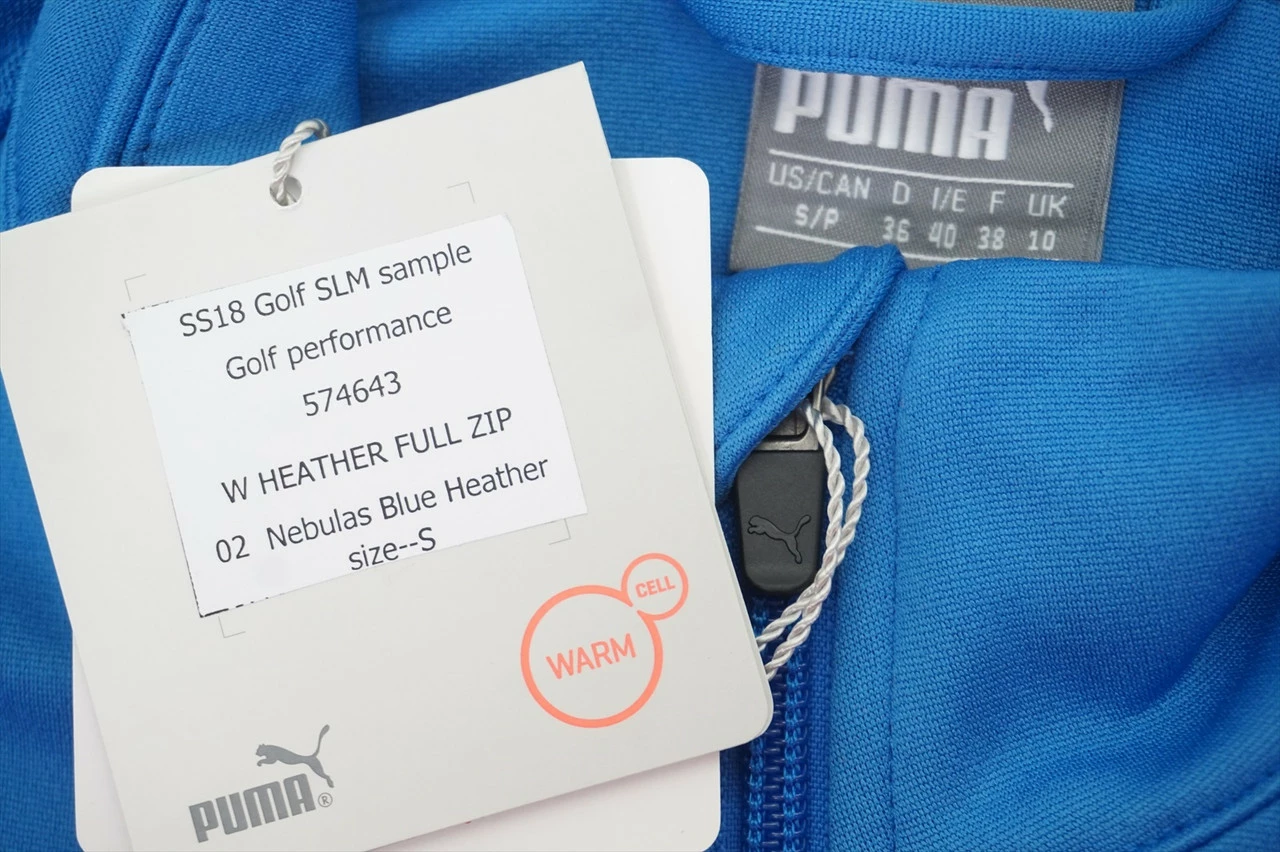 SS18 Golf SLM sample
Golf performance
574643
W HEATHER FULL ZIP
02 Nebulas Blue Heather
size--S
CELL
WARM
PUMA®
PUMA
US/CAN D I/E F UK
S/P 36 40 38 10